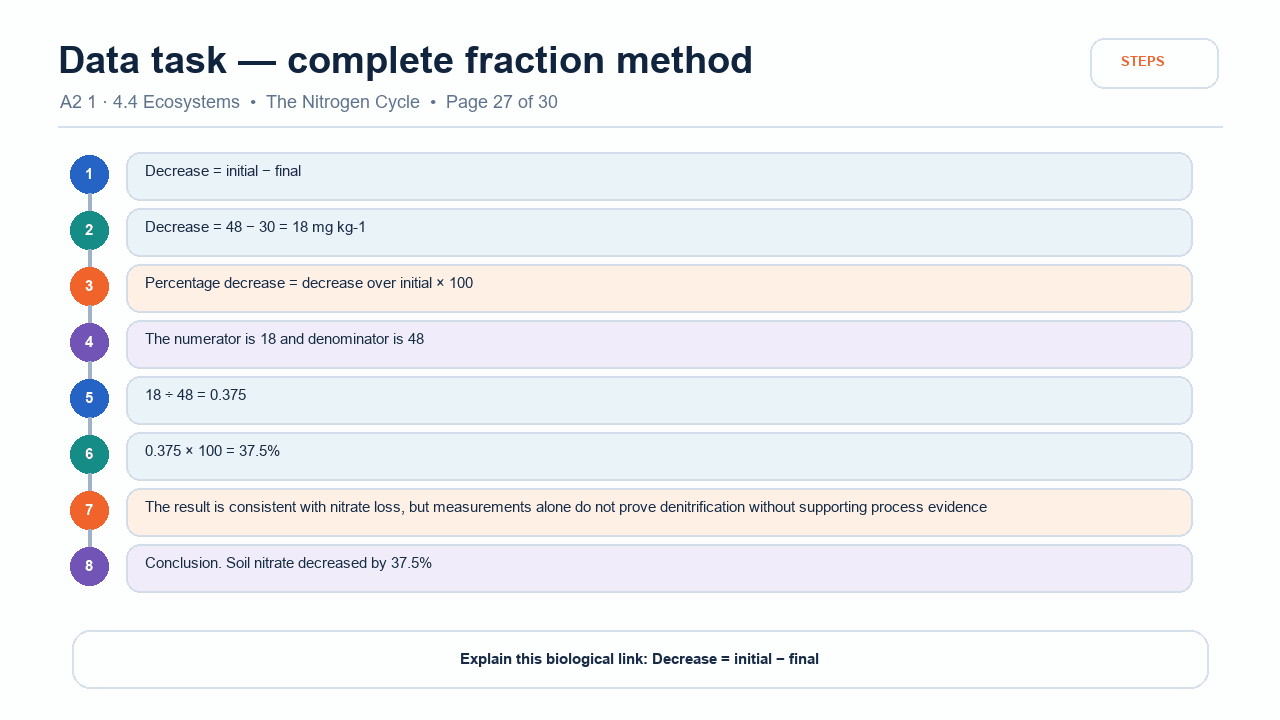 Data task — complete fraction method
STEPS
A2 1 · 4.4 Ecosystems • The Nitrogen Cycle • Page 27 of 30
1 Decrease = initial − final
2 Decrease = 48 − 30 = 18 mg kg-1
3 Percentage decrease = decrease over initial × 100
4 The numerator is 18 and denominator is 48
5 18 ÷ 48 = 0.375
6 0.375 × 100 = 37.5%
7 The result is consistent with nitrate loss, but measurements alone do not prove denitrification without supporting process evidence
8 Conclusion. Soil nitrate decreased by 37.5%
Explain this biological link: Decrease = initial − final